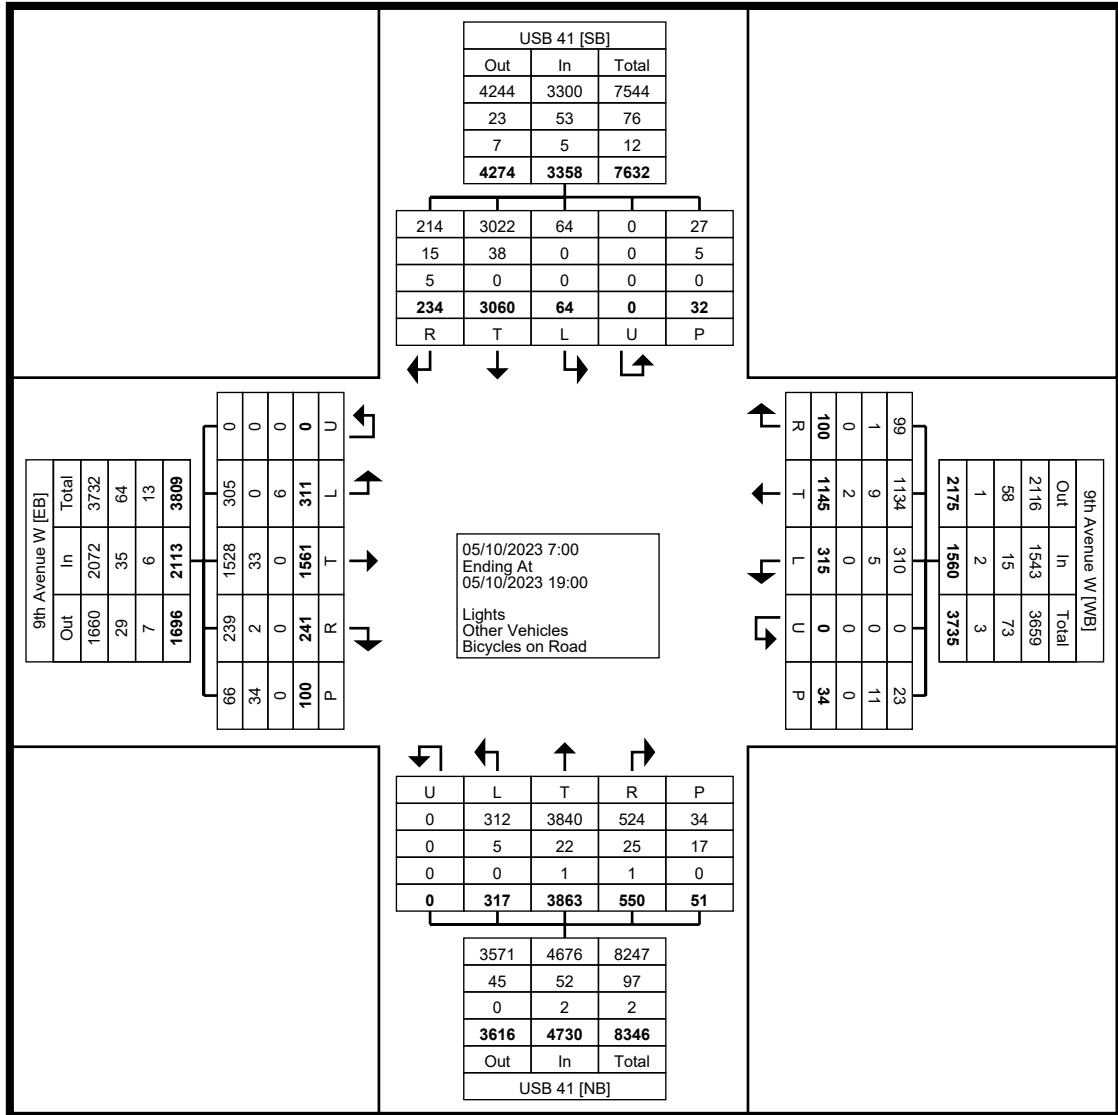 USB 41 [SB]
Out In Total
4244 3300 7544
23 53 76
7 5 12
4274 3358 7632
214 3022 64 0 27
15 38 0 0 5
5 0 0 0 0
234 3060 64 0 32
R T L U P
9th Avenue W [EB]
Total In Out
3732 2072 1660
64 35 29
13 6 7
3809 2113 1696
0 305 1528 239 66
0 0 33 2 34
0 6 0 0 0
0 311 1561 241 100
U L T R P
05/10/2023 7:00
Ending At
05/10/2023 19:00
Lights
Other Vehicles
Bicycles on Road
9th Avenue W [WB]
Out In Total
2116 1543 3659
58 15 73
1 2 3
2175 1560 3735
99 1134 310 0 23
1 9 5 0 11
0 2 0 0 0
100 1145 315 0 34
R T L U P
U L T R P
0 312 3840 524 34
0 5 22 25 17
0 0 1 1 0
0 317 3863 550 51
3571 4676 8247
45 52 97
0 2 2
3616 4730 8346
Out In Total
USB 41 [NB]